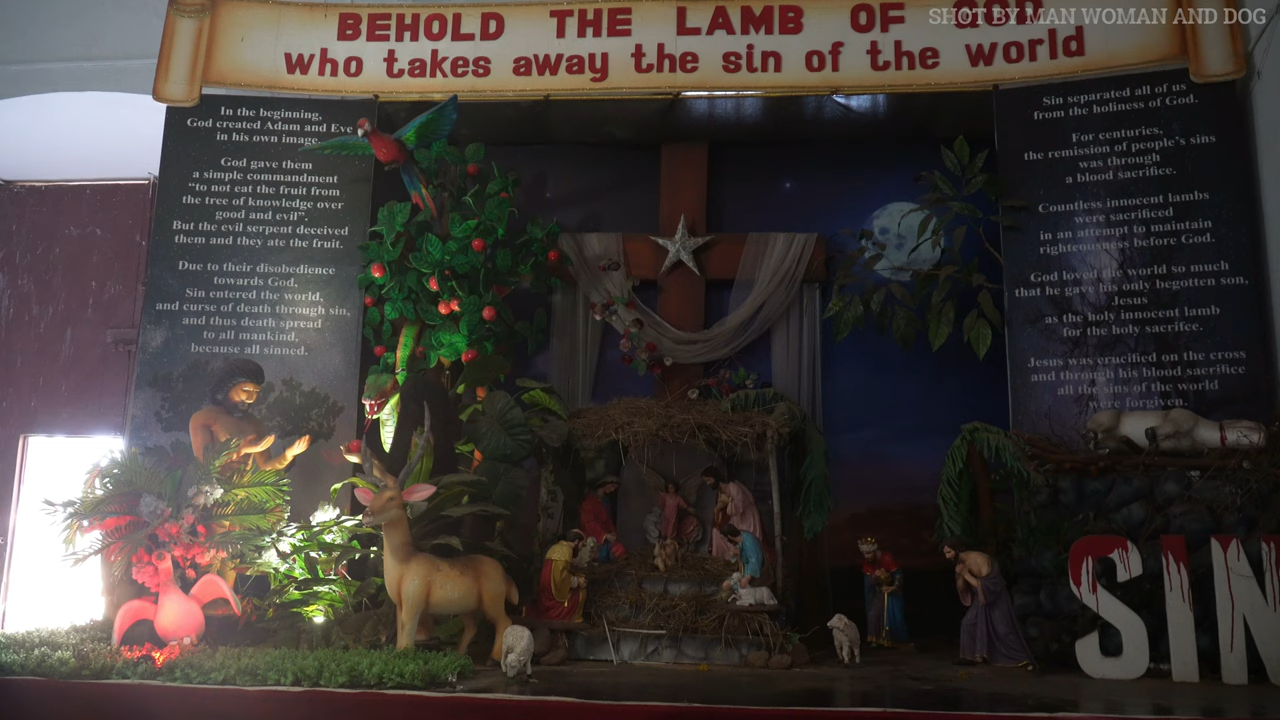 SHOT BY MAN WOMAN AND DOG
BEHOLD THE LAMB OF GOD
who takes away the sin of the world
In the beginning,
God created Adam and Eve
in his own image.
God gave them
a simple commandment
“to not eat the fruit from
the tree of knowledge over
good and evil”.
But the evil serpent deceived
them and they ate the fruit.
Due to their disobedience
towards God,
Sin entered the world,
and curse of death through sin,
and thus death spread
to all mankind,
because all sinned.
Sin separated all of us
from the holiness of God.
For centuries,
the remission of people's sins
was through
a blood sacrifice.
Countless innocent lambs
were sacrificed
in an attempt to maintain
righteousness before God.
God loved the world so much
that he gave his only begotten son,
Jesus
as the holy innocent lamb
for the holy sacrifce.
Jesus was crucified on the cross
and through his blood sacrifice
all the sins of the world
were forgiven.
SIN